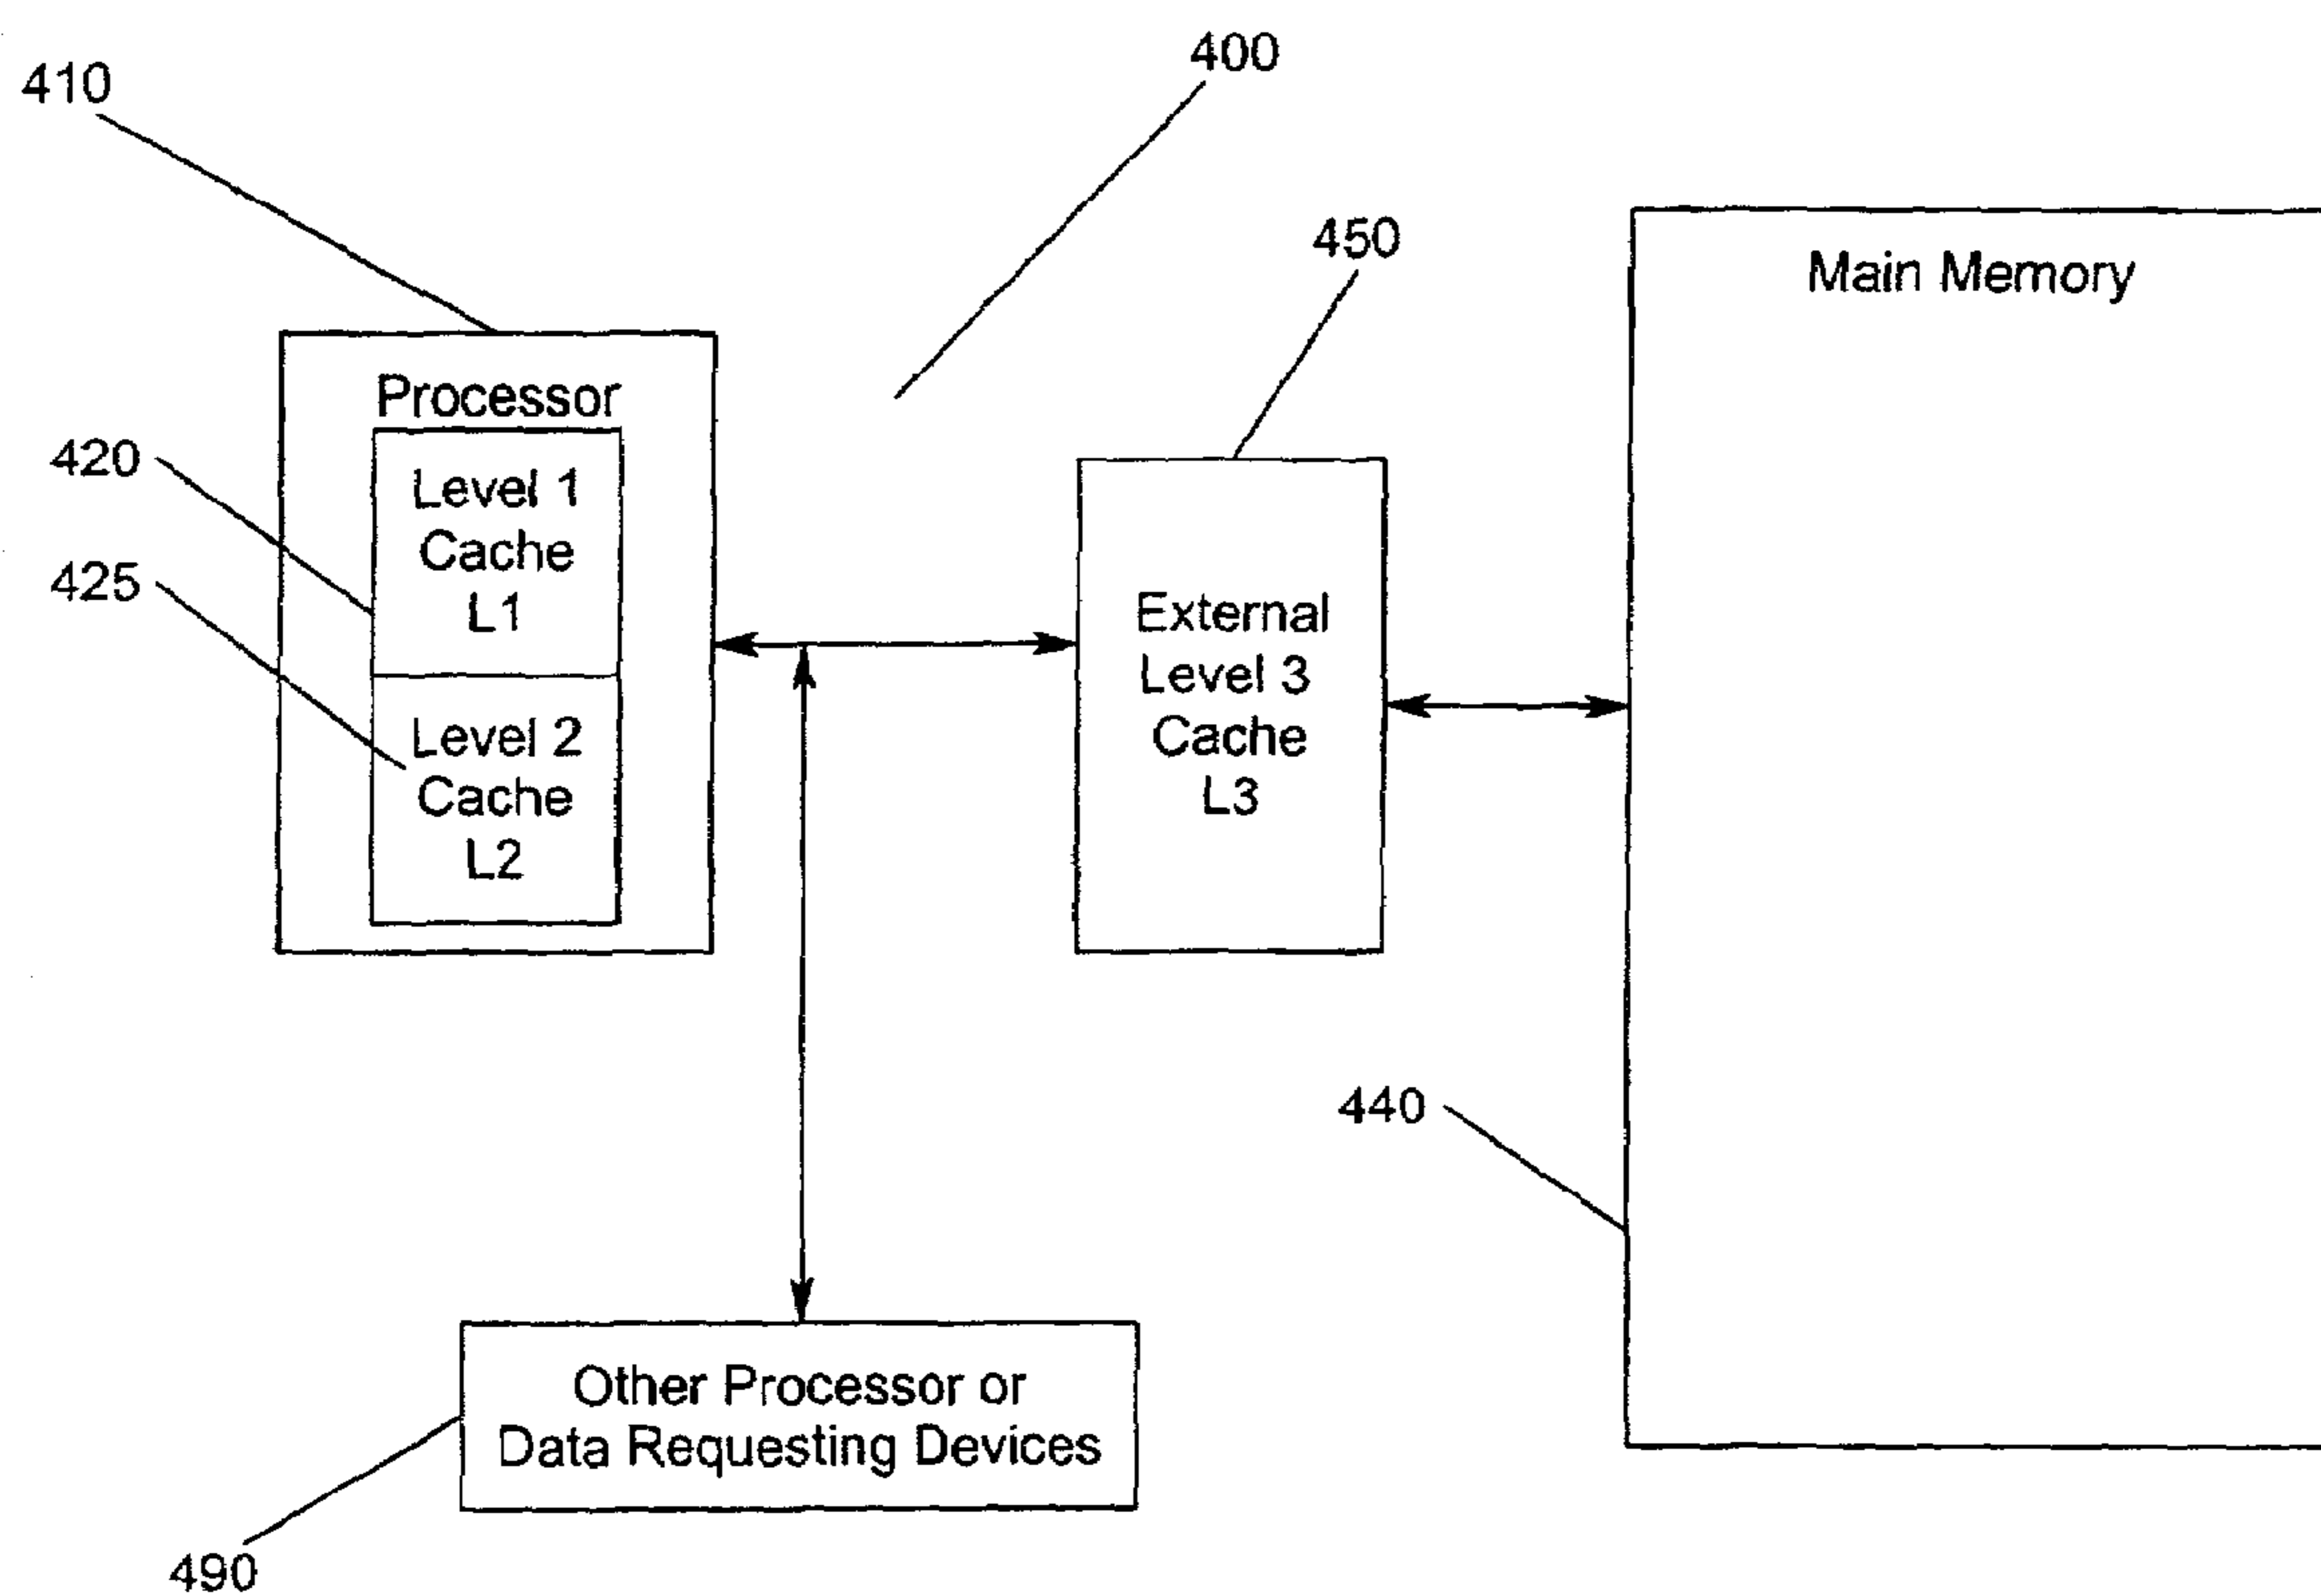 400
410
450
Main Memory
Processor
420
Level 1
Cache
L1
425
External
Level 3
Cache
L3
Level 2
Cache
L2
440
Other Processor or
Data Requesting Devices
490